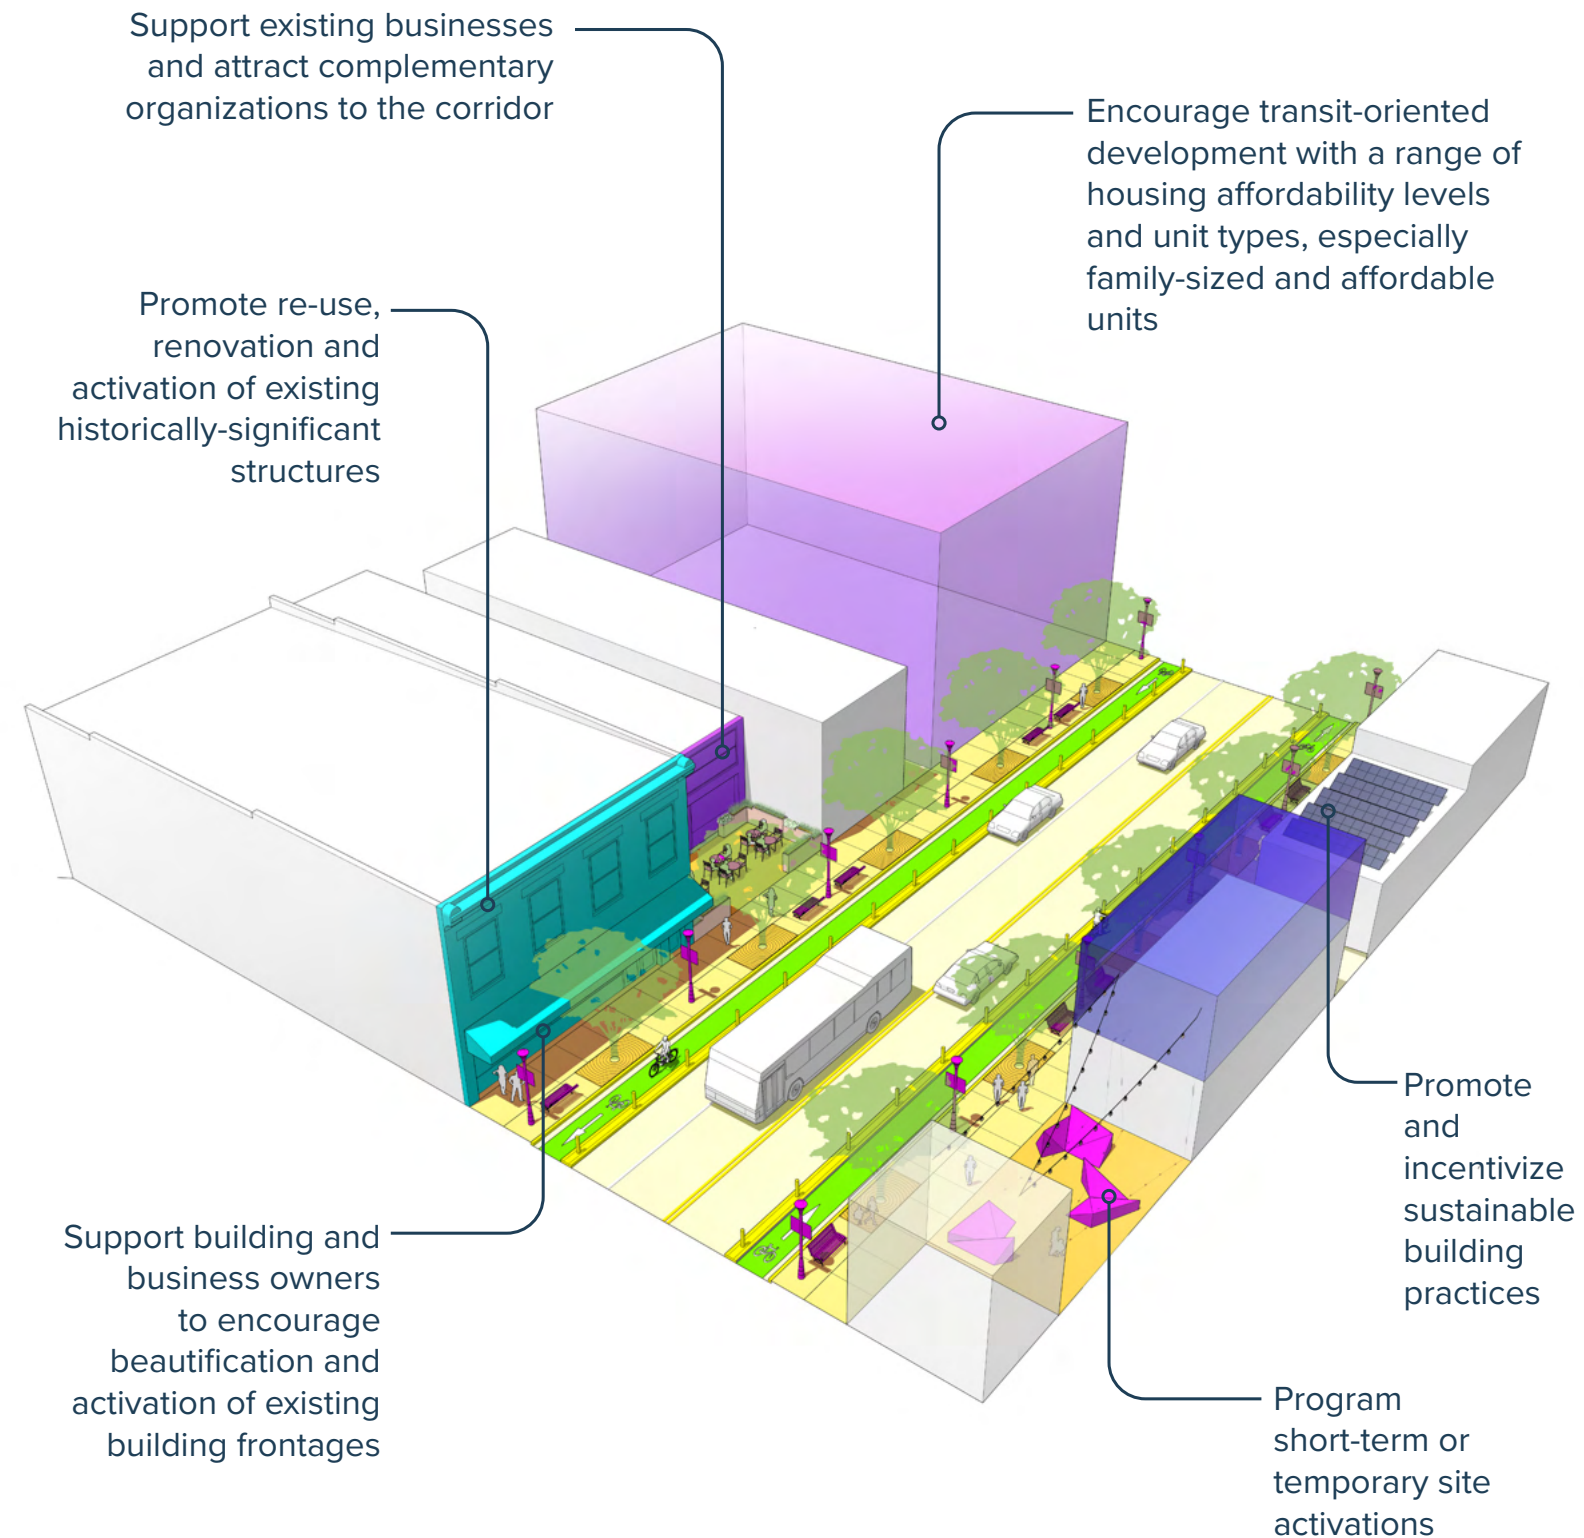 Support existing businesses
and attract complementary
organizations to the corridor
Encourage transit-oriented
development with a range of
housing affordability levels
and unit types, especially
family-sized and affordable
units
Promote re-use,
renovation and
activation of existing
historically-significant
structures
Promote
and
incentivize
sustainable
building
practices
Support building and
business owners
to encourage
beautification and
activation of existing
building frontages
Program
short-term or
temporary site
activations